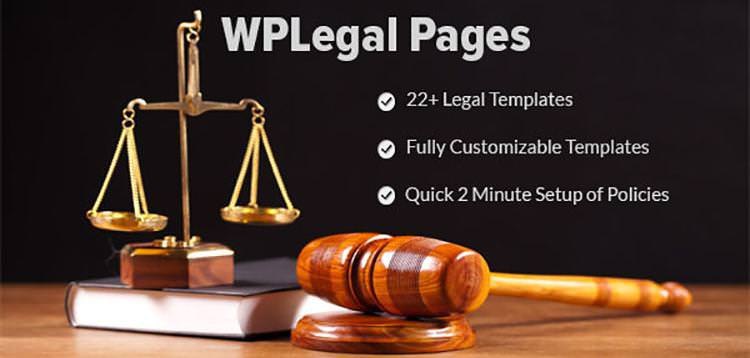 WPLegal Pages
22+ Legal Templates
Fully Customizable Templates
Quick 2 Minute Setup of Policies